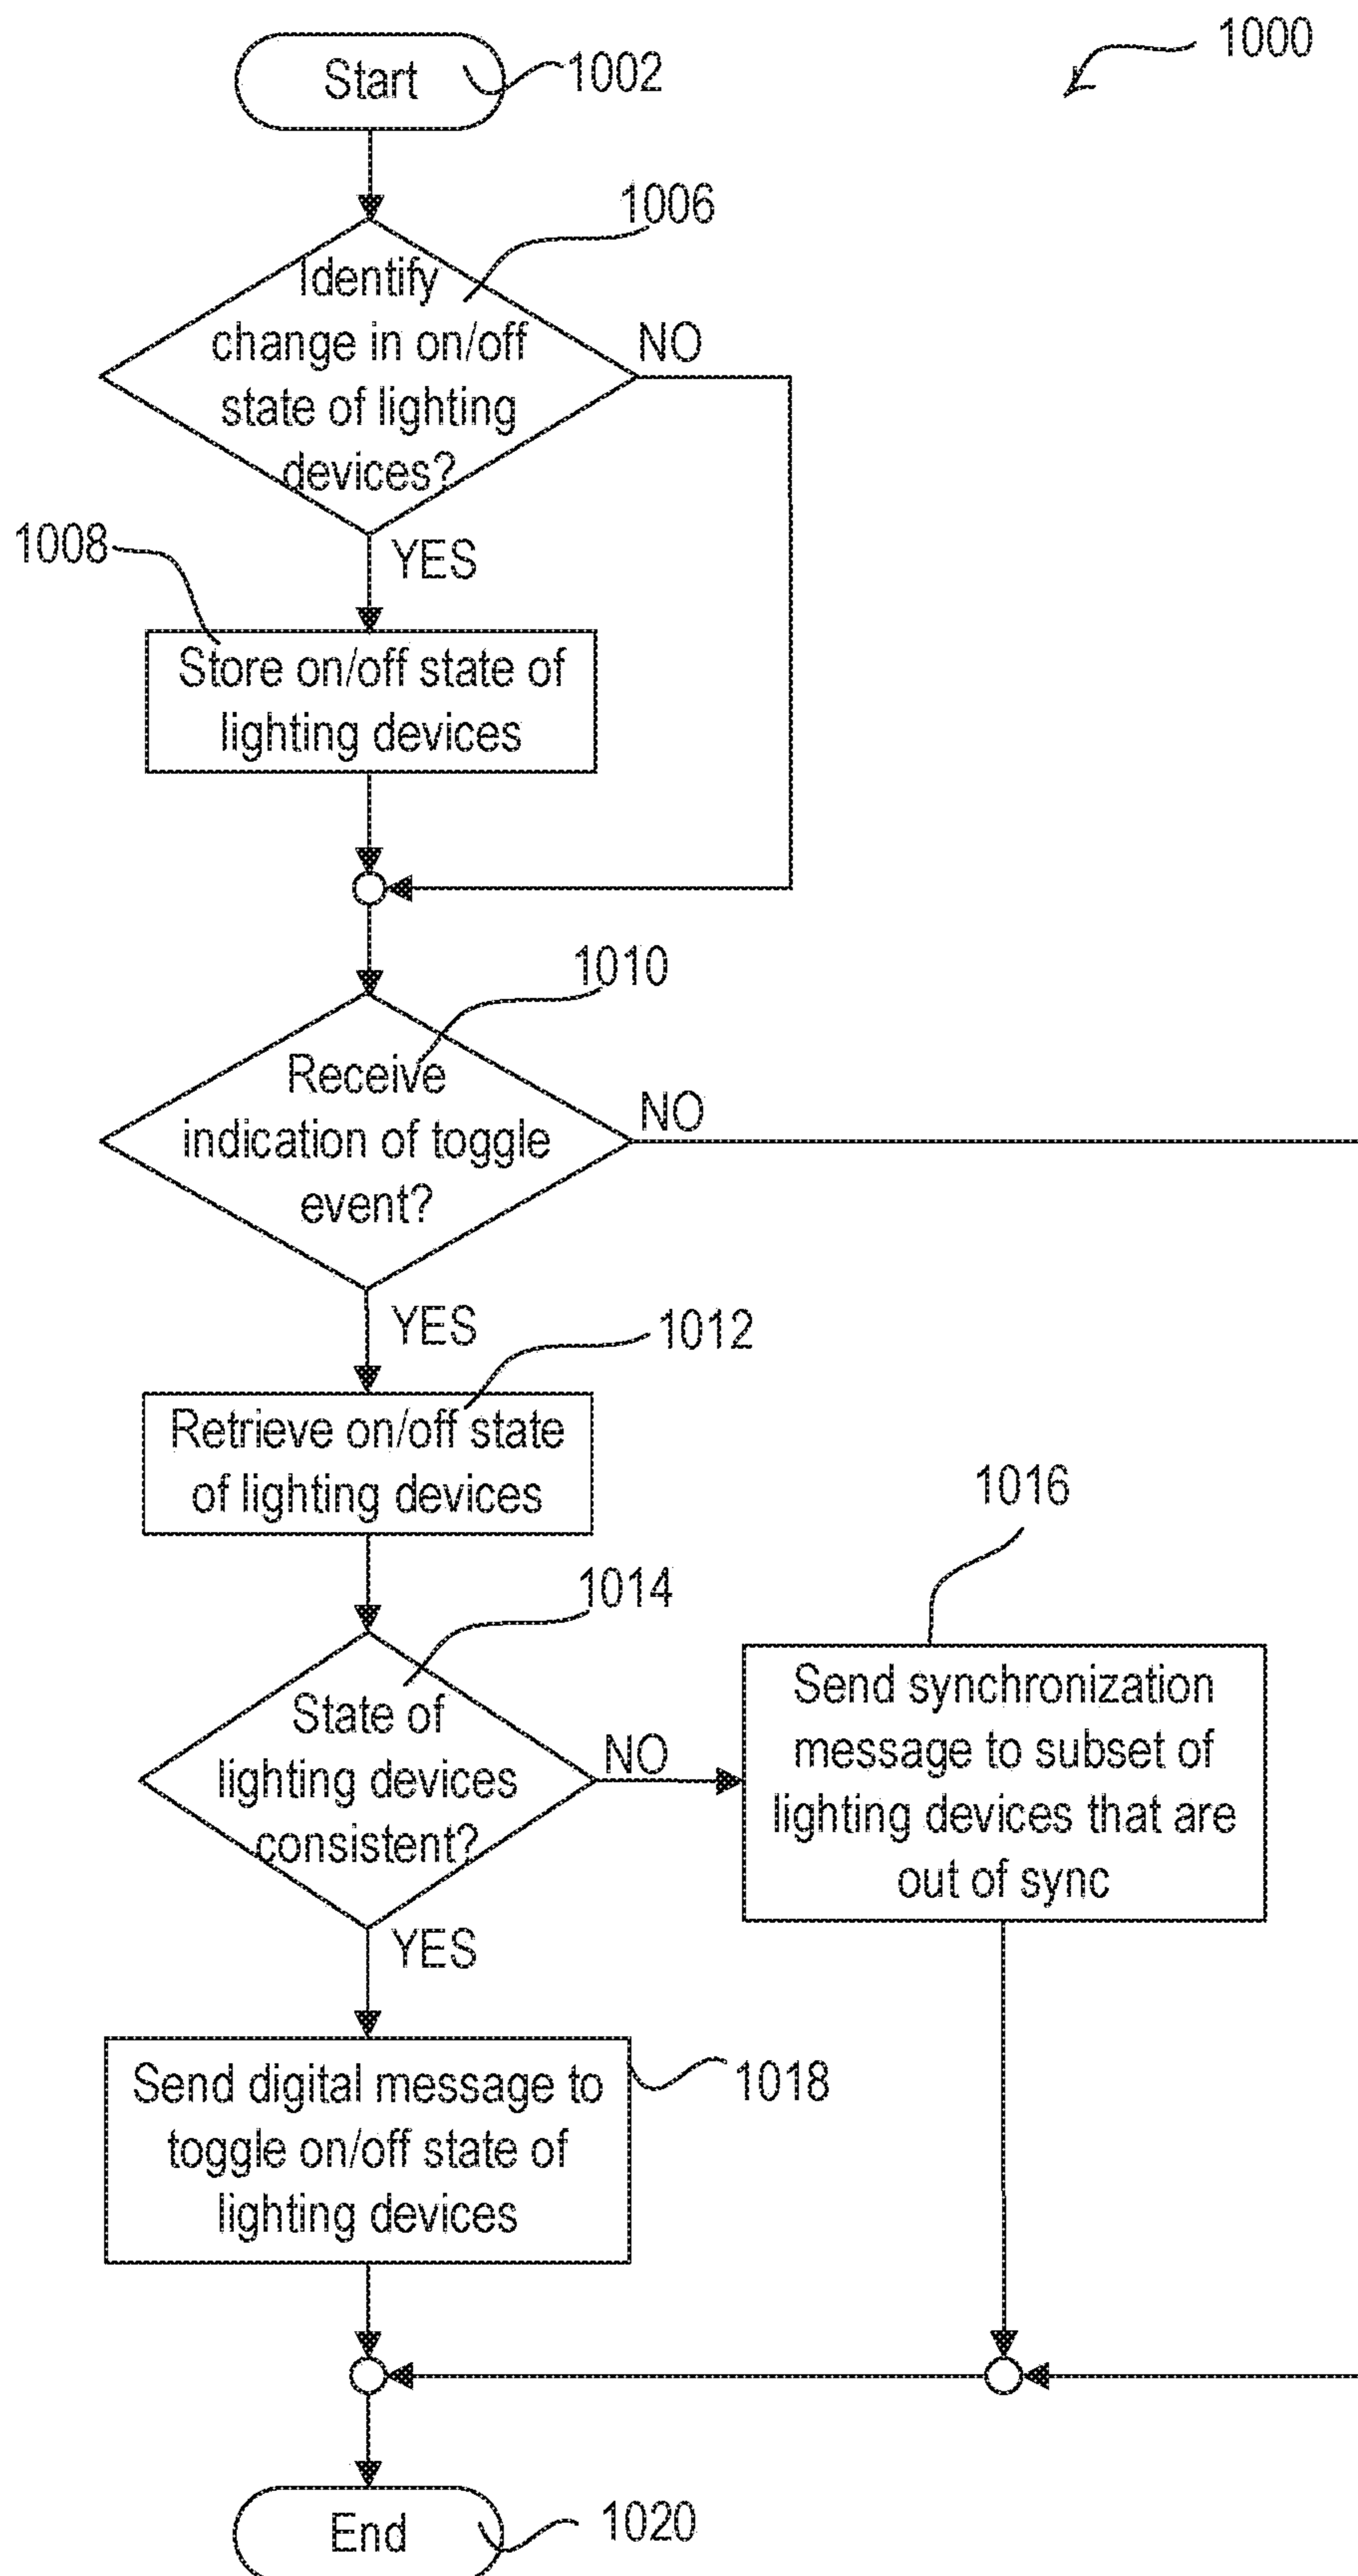 1000
Start
1002
1006
Identify
change in on/off
state of lighting
devices?
NO
YES
1008
Store on/off state of
lighting devices
1010
Receive
indication of toggle
event?
NO
YES
1012
Retrieve on/off state
of lighting devices
1014
State of
lighting devices
consistent?
NO
1016
Send synchronization
message to subset of
lighting devices that are
out of sync
YES
Send digital message to
toggle on/off state of
lighting devices
1018
End
1020